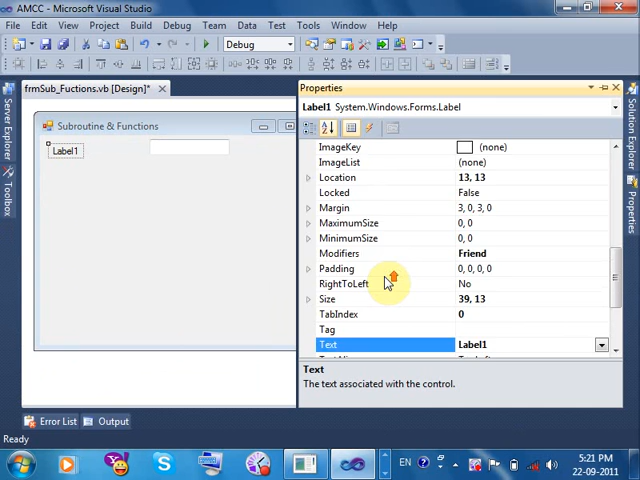 AMCC - Microsoft Visual Studio
File Edit View Project Build Debug Team Data Tools Test Window Help
Debug
frmSub_Fuctions.vb [Design]*
Properties
Label1 System.Windows.Forms.Label
Server Explorer
Toolbox
Solution Explorer
Properties
Subroutine & Functions
Label1
ImageKey (none)
ImageList (none)
Location 13, 13
Locked False
Margin 3, 0, 3, 0
MaximumSize 0, 0
MinimumSize 0, 0
Modifiers Friend
Padding 0, 0, 0, 0
RightToLeft No
Size 39, 13
TabIndex 0
Tag
Text Label1
Text
The text associated with the control.
Error List Output
Ready
EN
5:21 PM
22-09-2011